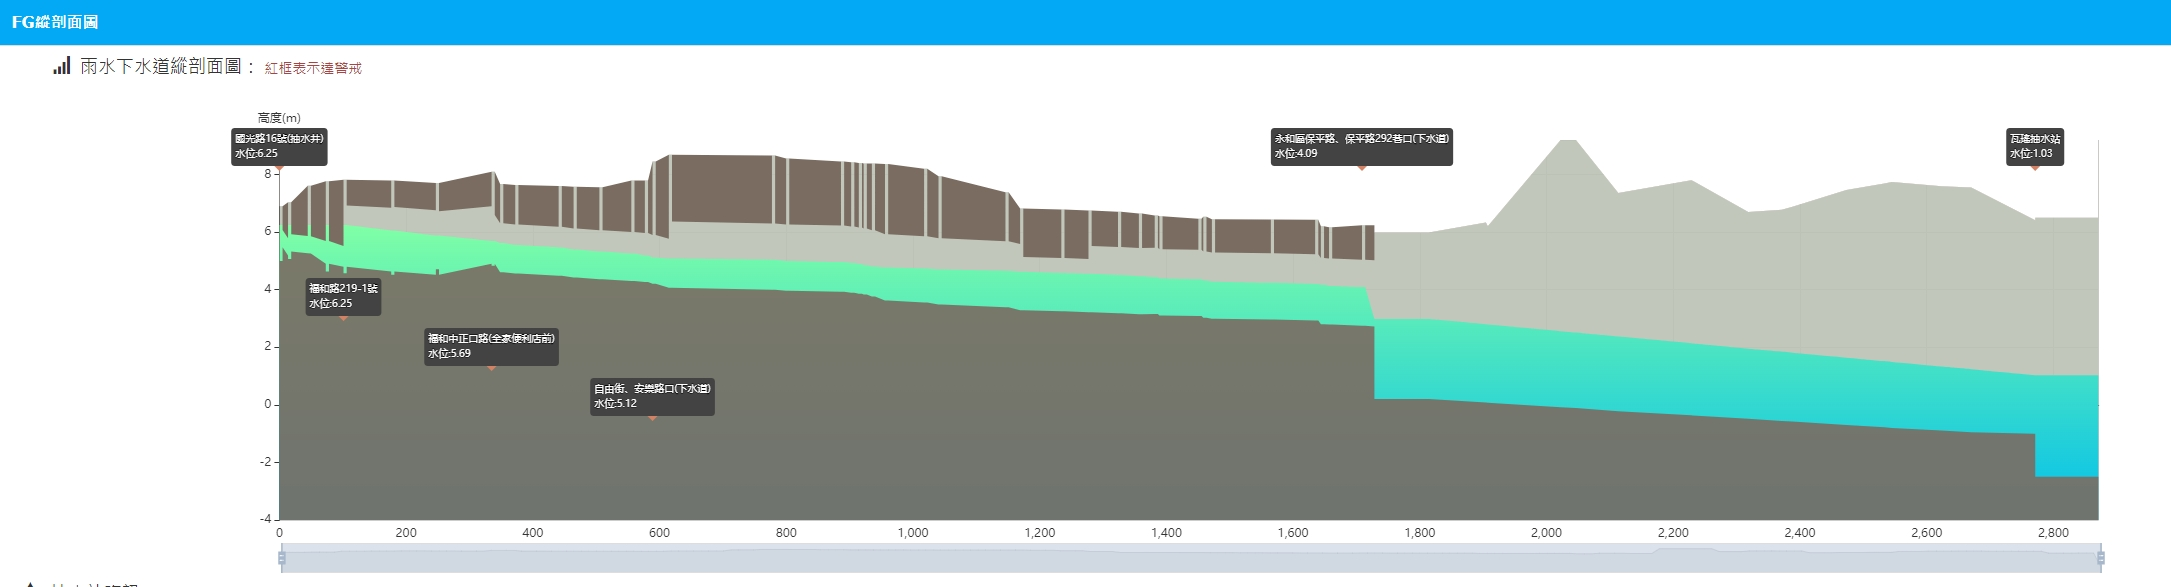 FG縱剖面圖
雨水下水道縱剖面圖： 紅框表示達警戒
高度(m)
國光路16號(抽水井)
水位:6.25
永和區保平路、保平路292巷口(下水道)
水位:4.09
瓦瑤抽水站
水位:1.03
福和路219-1號
水位:6.25
福和中正口路(全家便利店前)
水位:5.69
自由街、安樂路口(下水道)
水位:5.12
8
6
4
2
0
-2
-4
0 200 400 600 800 1,000 1,200 1,400 1,600 1,800 2,000 2,200 2,400 2,600 2,800